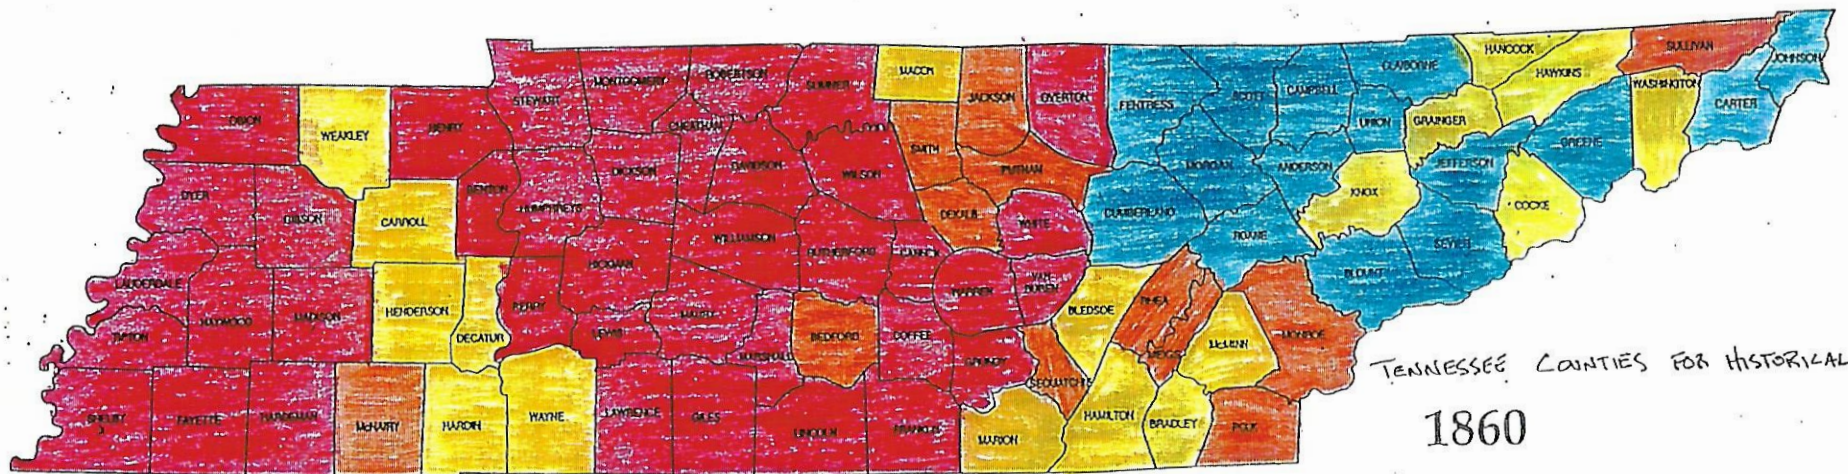 HANCOCK
SULLIVAN
JOHNSON
CLAIBORNE
HAWKINS
MACON
ROBERTSON
MONTGOMERY
SUMNER
WASHINGTON
STEWART
JACKSON
OVERTON
FENTRESS
SCOTT
CAMPBELL
CARTER
UNION
GRAINGER
DIXON
WEAKLEY
HENRY
CHEATHAM
SMITH
GREENE
DAVIDSON
MORGAN
ANDERSON
JEFFERSON
DICKSON
WILSON
PUTNAM
BENTON
KNOX
DYER
COCKE
GIBSON
CARROLL
HUMPHREYS
DEKALB
CUMBERLAND
WHITE
WILLIAMSON
ROANE
SEVIER
RUTHERFORD
CANNON
HICKMAN
BLOUNT
LAUDERDALE
VAN
BUREN
WARREN
PERRY
RHEA
HENDERSON
BLEDSOE
HAYWOOD
MADISON
MAURY
TIPTON
DECATUR
LEWIS
BEDFORD
COFFEE
MONROE
McMINN
MARSHALL
GRUNDY
MEIGS
TENNESSEE COUNTIES FOR HISTORICAL
SEQUATCHIE
SHELBY
FAYETTE
HARDEMAN
McNAIRY
HARDIN
WAYNE
LAWRENCE
GILES
LINCOLN
FRANKLIN
MARION
HAMILTON
BRADLEY
POLK
1860